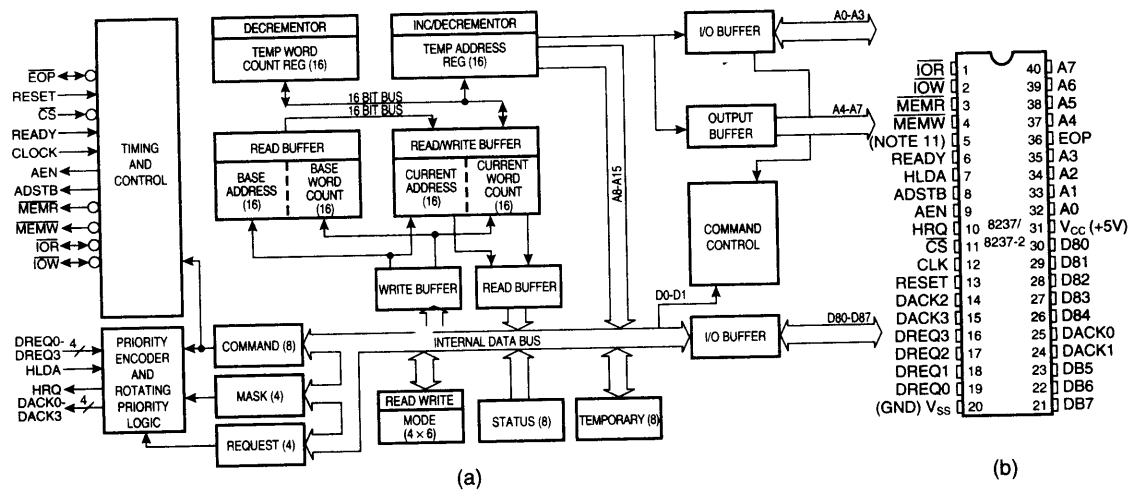 EOP
RESET
CS
READY
CLOCK
AEN
ADSTB
MEMR
MEMW
IOR
IOW
TIMING
AND
CONTROL
DECREMENTOR
TEMP WORD
COUNT REG (16)
INC/DECREMENTOR
TEMP ADDRESS
REG (16)
16 BIT BUS
16 BIT BUS
READ BUFFER
BASE
ADDRESS
(16)
BASE
WORD
COUNT
(16)
READ/WRITE BUFFER
CURRENT
ADDRESS
(16)
CURRENT
WORD
COUNT
(16)
A8-A15
WRITE BUFFER
READ BUFFER
I/O BUFFER
A0-A3
OUTPUT
BUFFER
A4-A7
COMMAND
CONTROL
D0-D1
INTERNAL DATA BUS
I/O BUFFER
D80-D87
DREQ0-
DREQ3
4
HLDA
HRQ
DACK0-
DACK3
4
PRIORITY
ENCODER
AND
ROTATING
PRIORITY
LOGIC
COMMAND (8)
MASK (4)
REQUEST (4)
READ WRITE
MODE
(4 × 6)
STATUS (8)
TEMPORARY (8)
(a)
IOR 1 40 A7
IOW 2 39 A6
MEMR 3 38 A5
MEMW 4 37 A4
(NOTE 11) 5 36 EOP
READY 6 35 A3
HLDA 7 34 A2
ADSTB 8 33 A1
AEN 9 32 A0
HRQ 10 8237/ 31 VCC (+5V)
CS 11 8237-2 30 D80
CLK 12 29 D81
RESET 13 28 D82
DACK2 14 27 D83
DACK3 15 26 D84
DREQ3 16 25 DACK0
DREQ2 17 24 DACK1
DREQ1 18 23 DB5
DREQ0 19 22 DB6
(GND) VSS 20 21 DB7
(b)